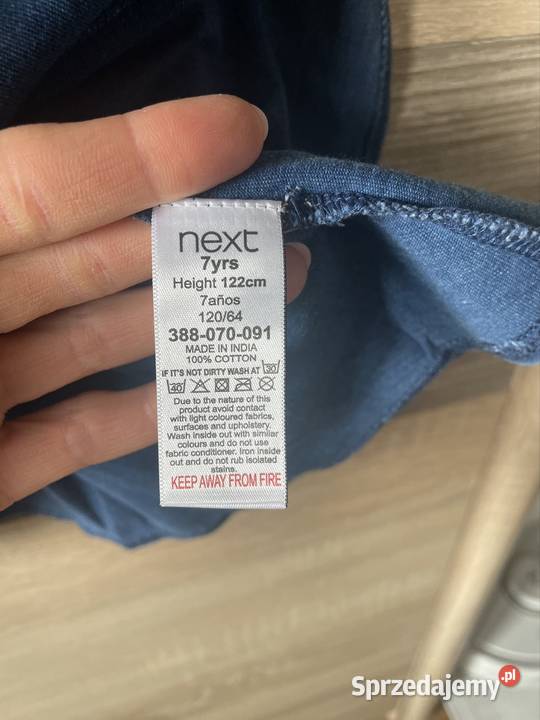 next
7yrs
Height 122cm
7años
120/64
388-070-091
MADE IN INDIA
100% COTTON
IF IT'S NOT DIRTY WASH AT 30
40
Due to the nature of this
product avoid contact
with light coloured fabrics,
surfaces and upholstery.
Wash inside out with similar
colours and do not use
fabric conditioner. Iron inside
out and do not rub isolated
stains.
KEEP AWAY FROM FIRE
Sprzedajemy.pl